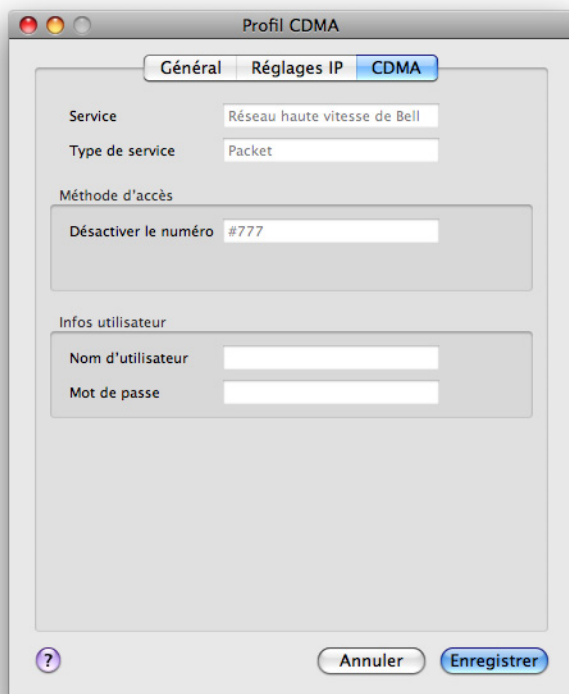 Profil CDMA
Général Réglages IP CDMA
Service Réseau haute vitesse de Bell
Type de service Packet
Méthode d'accès
Désactiver le numéro #777
Infos utilisateur
Nom d'utilisateur
Mot de passe
? Annuler Enregistrer